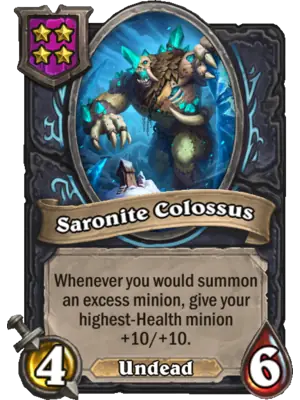 Saronite Colossus
Whenever you would summon
an excess minion, give your
highest-Health minion
+10/+10.
4
Undead
6